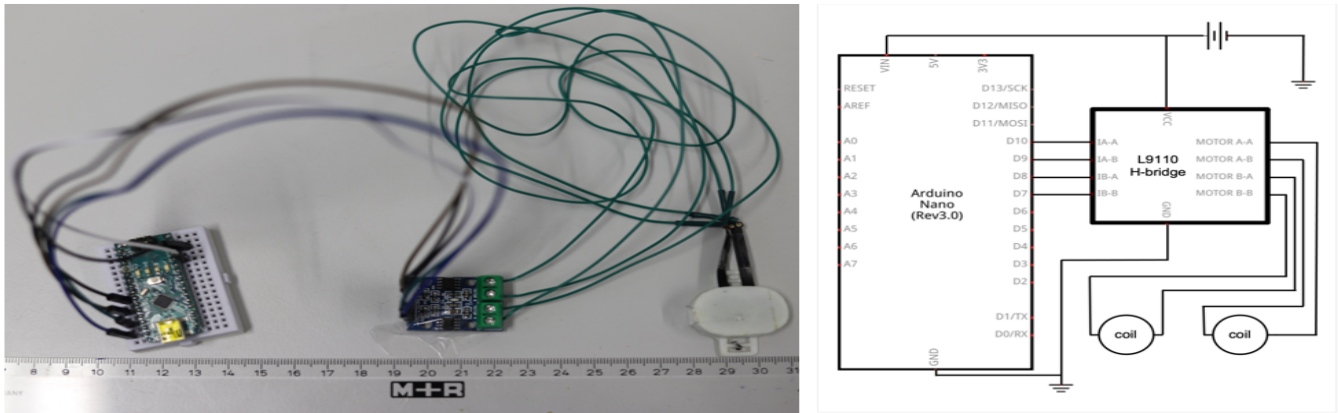 8 9 10 11 12 13 14 15 16 17 18 19 20 21 22 23 24 25 26 27 28 29 30 31
M+R
VIN
5V
3V3
RESET
AREF
A0
A1
A2
A3
A4
A5
A6
A7
Arduino
Nano
(Rev3.0)
GND
D13/SCK
D12/MISO
D11/MOSI
D10
D9
D8
D7
D6
D5
D4
D3
D2
D1/TX
D0/RX
VCC
IA-A
IA-B
IB-A
IB-B
L9110
H-bridge
MOTOR A-A
MOTOR A-B
MOTOR B-A
MOTOR B-B
GND
coil
coil